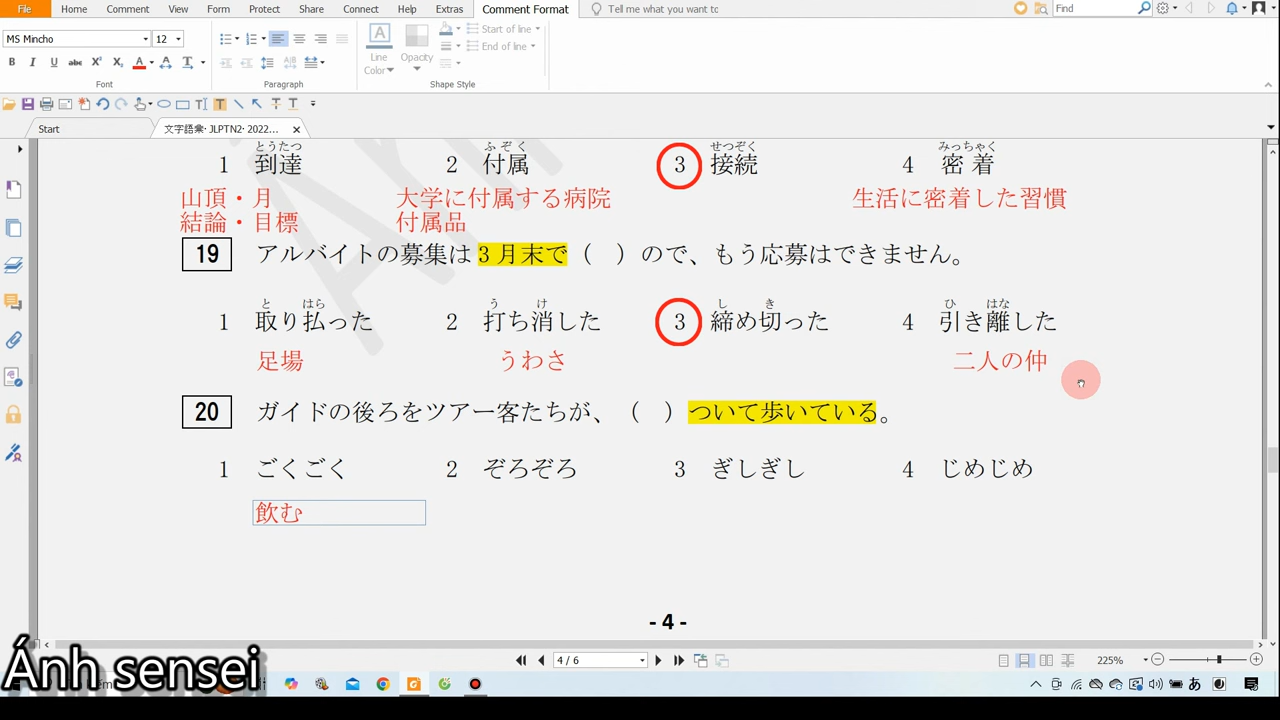 File Home Comment View Form Protect Share Connect Help Extras Comment Format Tell me what you want to Find
MS Mincho 12 Start of line
End of line
Line Color Opacity
Font Paragraph Shape Style
Start 文字語彙· JLPTN2· 2022...
とうたつ ふぞく せつぞく みっちゃく
1 到達 2 付属 3 接続 4 密着
山頂・月 大学に付属する病院 生活に密着した習慣
結論・目標 付属品
19 アルバイトの募集は3月末で（ ）ので、もう応募はできません。
と はら う け し き ひ はな
1 取り払った 2 打ち消した 3 締め切った 4 引き離した
足場 うわさ 二人の仲
20 ガイドの後ろをツアー客たちが、（ ）ついて歩いている。
1 ごくごく 2 ぞろぞろ 3 ぎしぎし 4 じめじめ
飲む
- 4 -
4 / 6 225%
Ánh sensei